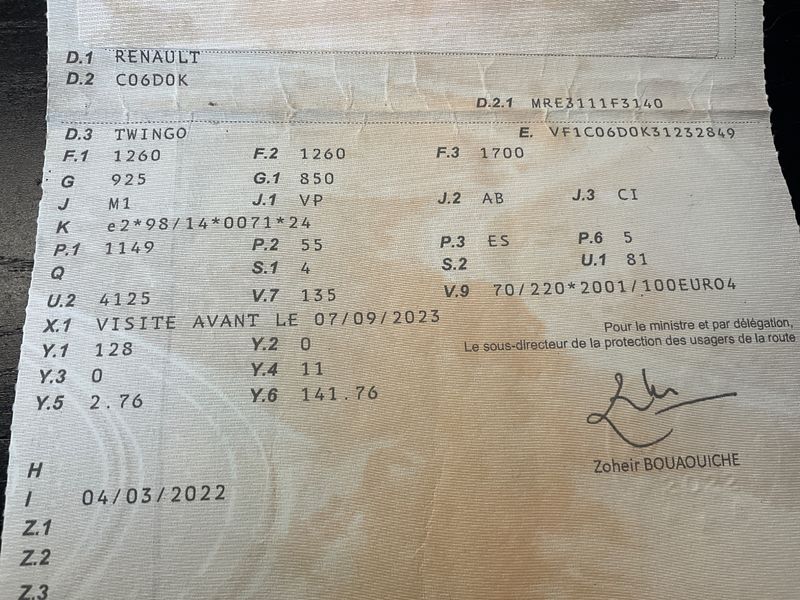 D.1 RENAULT
D.2 C06D0K
D.2.1 MRE3111F3140
D.3 TWINGO E. VF1C06D0K31232849
F.1 1260 F.2 1260 F.3 1700
G 925 G.1 850
J M1 J.1 VP J.2 AB J.3 CI
K e2*98/14*0071*24
P.1 1149 P.2 55 P.3 ES P.6 5
Q S.1 4 S.2 U.1 81
U.2 4125 V.7 135 V.9 70/220*2001/100EURO4
X.1 VISITE AVANT LE 07/09/2023
Pour le ministre et par délégation,
Y.1 128 Y.2 0 Le sous-directeur de la protection des usagers de la route
Y.3 0 Y.4 11
Y.5 2.76 Y.6 141.76
Zoheir BOUAOUICHE
H
I 04/03/2022
Z.1
Z.2
Z.3